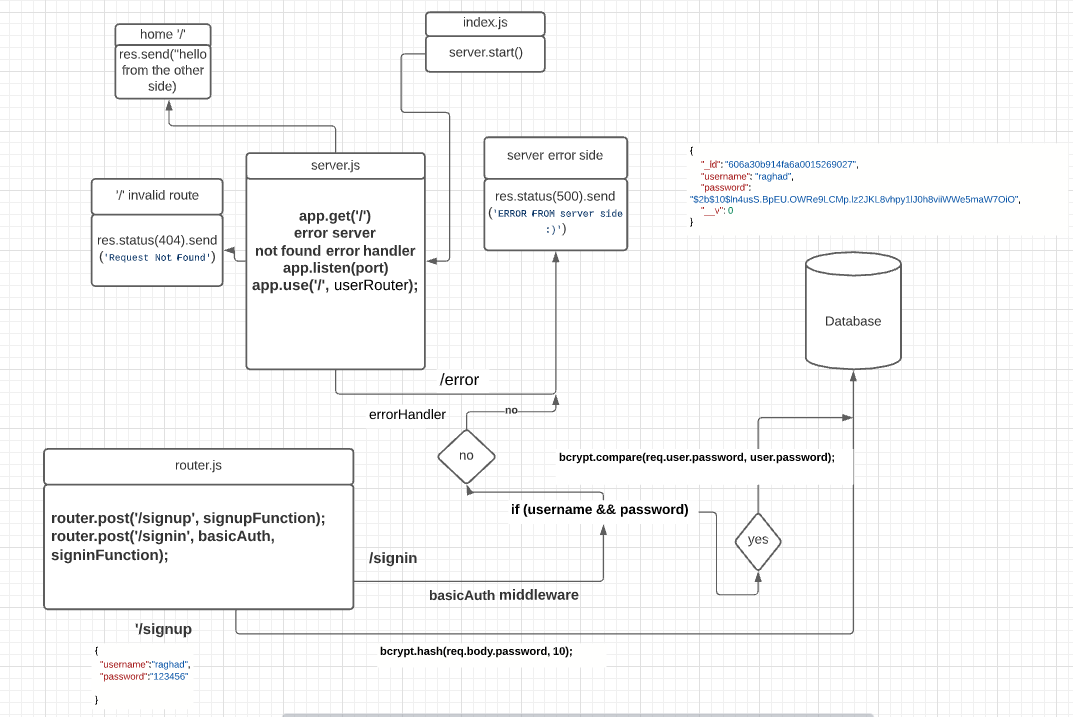 index.js
server.start()
home '/'
res.send("hello
from the other
side)
server.js
app.get('/')
error server
not found error handler
app.listen(port)
app.use('/', userRouter);
'/' invalid route
res.status(404).send
('Request Not Found')
server error side
res.status(500).send
('ERROR FROM server side
:)')
{
"_id": "606a30b914fa6a0015269027",
"username": "raghad",
"password":
"$2b$10$ln4usS.BpEU.OWRe9LCMp.Iz2JKL8vhpy1lJ0h8viiWWe5maW7OiO",
"__v": 0
}
Database
/error
errorHandler
no
no
bcrypt.compare(req.user.password, user.password);
if (username && password)
yes
router.js
router.post('/signup', signupFunction);
router.post('/signin', basicAuth,
signinFunction);
/signin
basicAuth middleware
'/signup
bcrypt.hash(req.body.password, 10);
{
"username":"raghad",
"password":"123456"
}